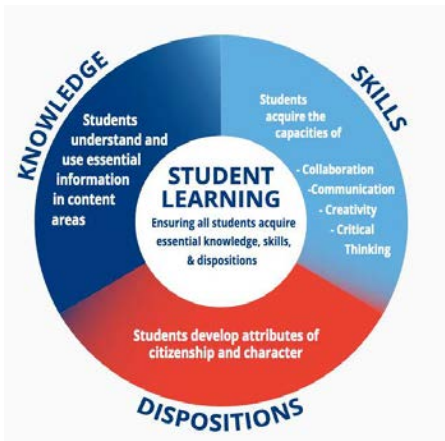 KNOWLEDGE
Students
understand and
use essential
information
in content
areas
SKILLS
Students
acquire the
capacities of
- Collaboration
-Communication
- Creativity
- Critical
Thinking
STUDENT
LEARNING
Ensuring all students acquire
essential knowledge, skills,
& dispositions
Students develop attributes of
citizenship and character
DISPOSITIONS